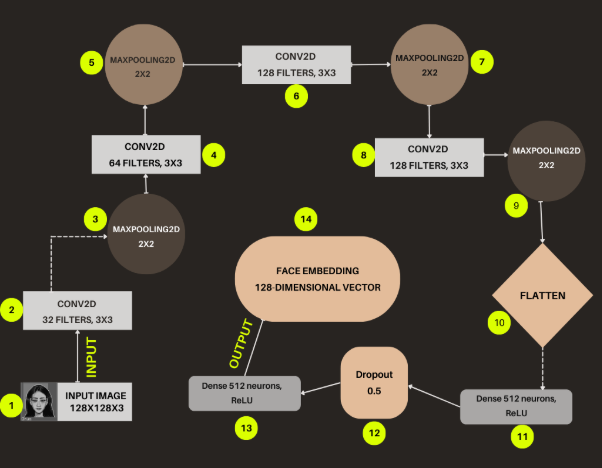 1
INPUT IMAGE
128X128X3
INPUT
2
CONV2D
32 FILTERS, 3X3
3
MAXPOOLING2D
2X2
4
CONV2D
64 FILTERS, 3X3
5
MAXPOOLING2D
2X2
6
CONV2D
128 FILTERS, 3X3
7
MAXPOOLING2D
2X2
8
CONV2D
128 FILTERS, 3X3
9
MAXPOOLING2D
2X2
10
FLATTEN
11
Dense 512 neurons,
ReLU
12
Dropout
0.5
13
Dense 512 neurons,
ReLU
OUTPUT
14
FACE EMBEDDING
128-DIMENSIONAL VECTOR